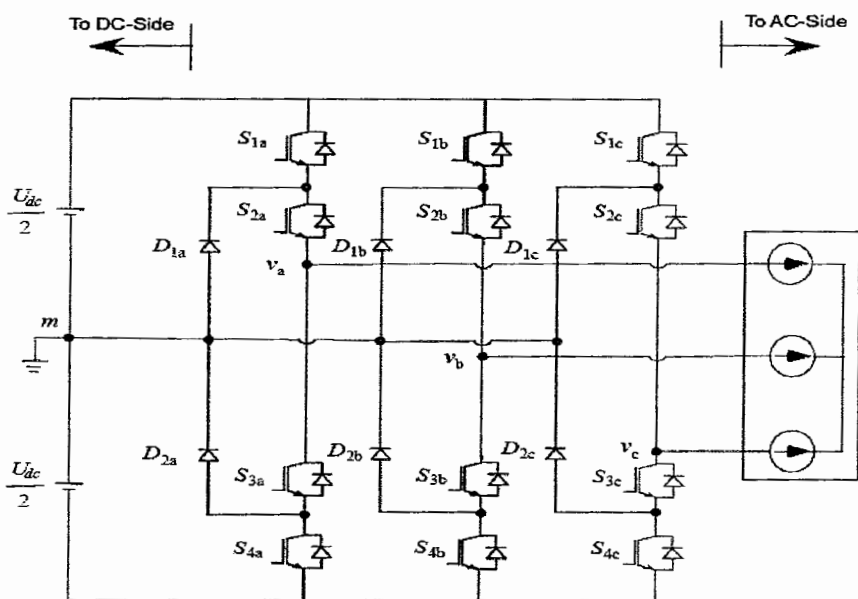 To DC-Side
To AC-Side
S1a
S1b
S1c
Udc/2
S2a
S2b
S2c
D1a
D1b
D1c
va
m
vb
D2a
D2b
D2c
vc
Udc/2
S3a
S3b
S3c
S4a
S4b
S4c